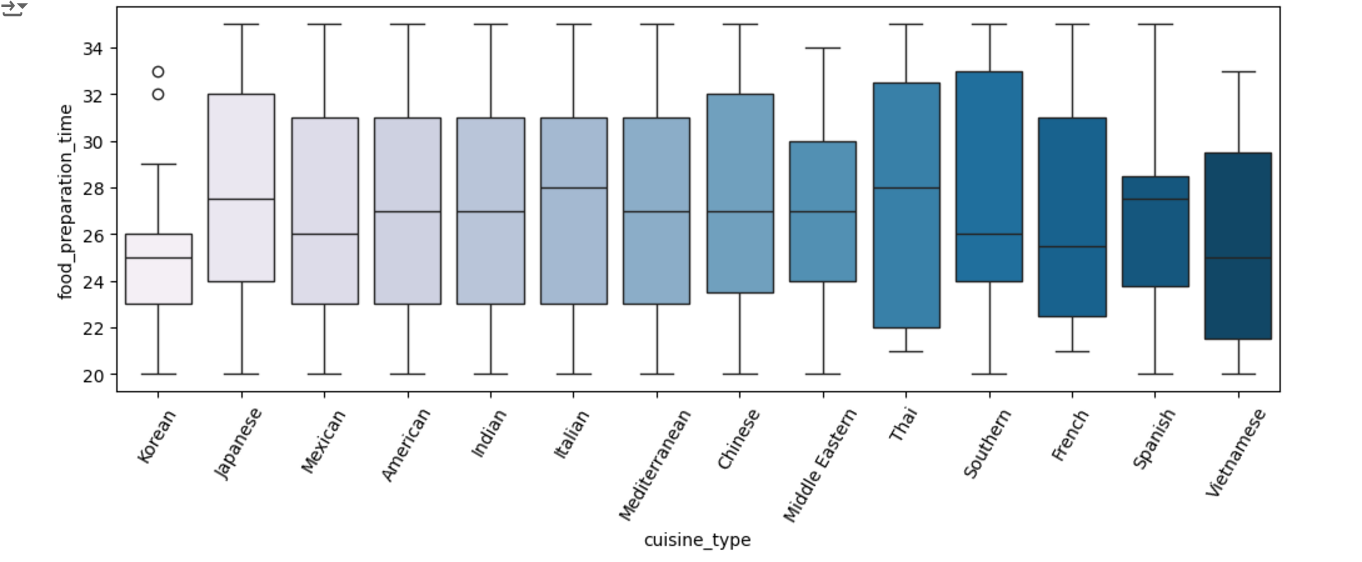 food_preparation_time
34
32
30
28
26
24
22
20
Korean
Japanese
Mexican
American
Indian
Italian
Mediterranean
Chinese
Middle Eastern
Thai
Southern
French
Spanish
Vietnamese
cuisine_type